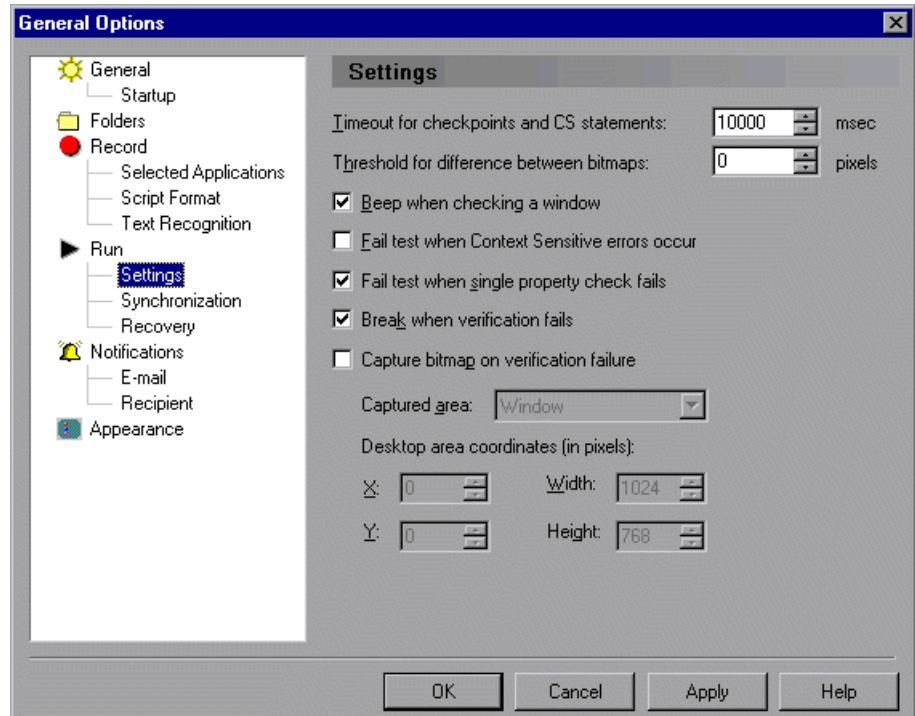 General Options
General
Startup
Folders
Record
Selected Applications
Script Format
Text Recognition
Run
Settings
Synchronization
Recovery
Notifications
E-mail
Recipient
Appearance
Settings
Timeout for checkpoints and CS statements: 10000 msec
Threshold for difference between bitmaps: 0 pixels
Beep when checking a window
Fail test when Context Sensitive errors occur
Fail test when single property check fails
Break when verification fails
Capture bitmap on verification failure
Captured area: Window
Desktop area coordinates (in pixels):
X: 0 Width: 1024
Y: 0 Height: 768
OK Cancel Apply Help